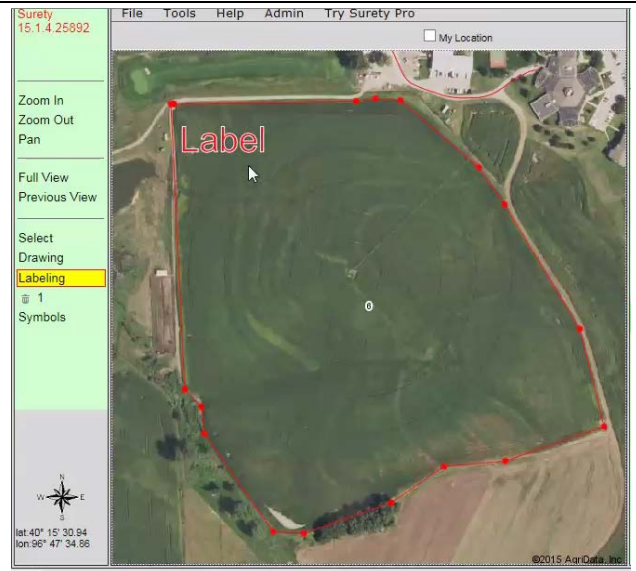 Surety
15.1.4.25892
File Tools Help Admin Try Surety Pro
My Location
Zoom In
Zoom Out
Pan
Full View
Previous View
Select
Drawing
Labeling
1
Symbols
Label
0
N
W E
S
lat:40° 15' 30.94
lon:96° 47' 34.86
©2015 AgriData, Inc.